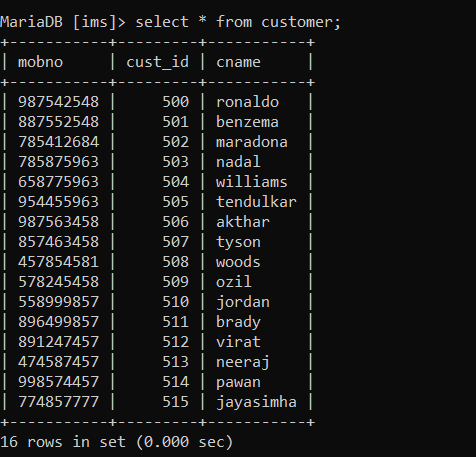 MariaDB [ims]> select * from customer;
+-----------+---------+-----------+
| mobno     | cust_id | cname     |
+-----------+---------+-----------+
| 987542548 |     500 | ronaldo   |
| 887552548 |     501 | benzema   |
| 785412684 |     502 | maradona  |
| 785875963 |     503 | nadal     |
| 658775963 |     504 | williams  |
| 954455963 |     505 | tendulkar |
| 987563458 |     506 | akthar    |
| 857463458 |     507 | tyson     |
| 457854581 |     508 | woods     |
| 578245458 |     509 | ozil      |
| 558999857 |     510 | jordan    |
| 896499857 |     511 | brady     |
| 891247457 |     512 | virat     |
| 474587457 |     513 | neeraj    |
| 998574457 |     514 | pawan     |
| 774857777 |     515 | jayasimha |
+-----------+---------+-----------+
16 rows in set (0.000 sec)